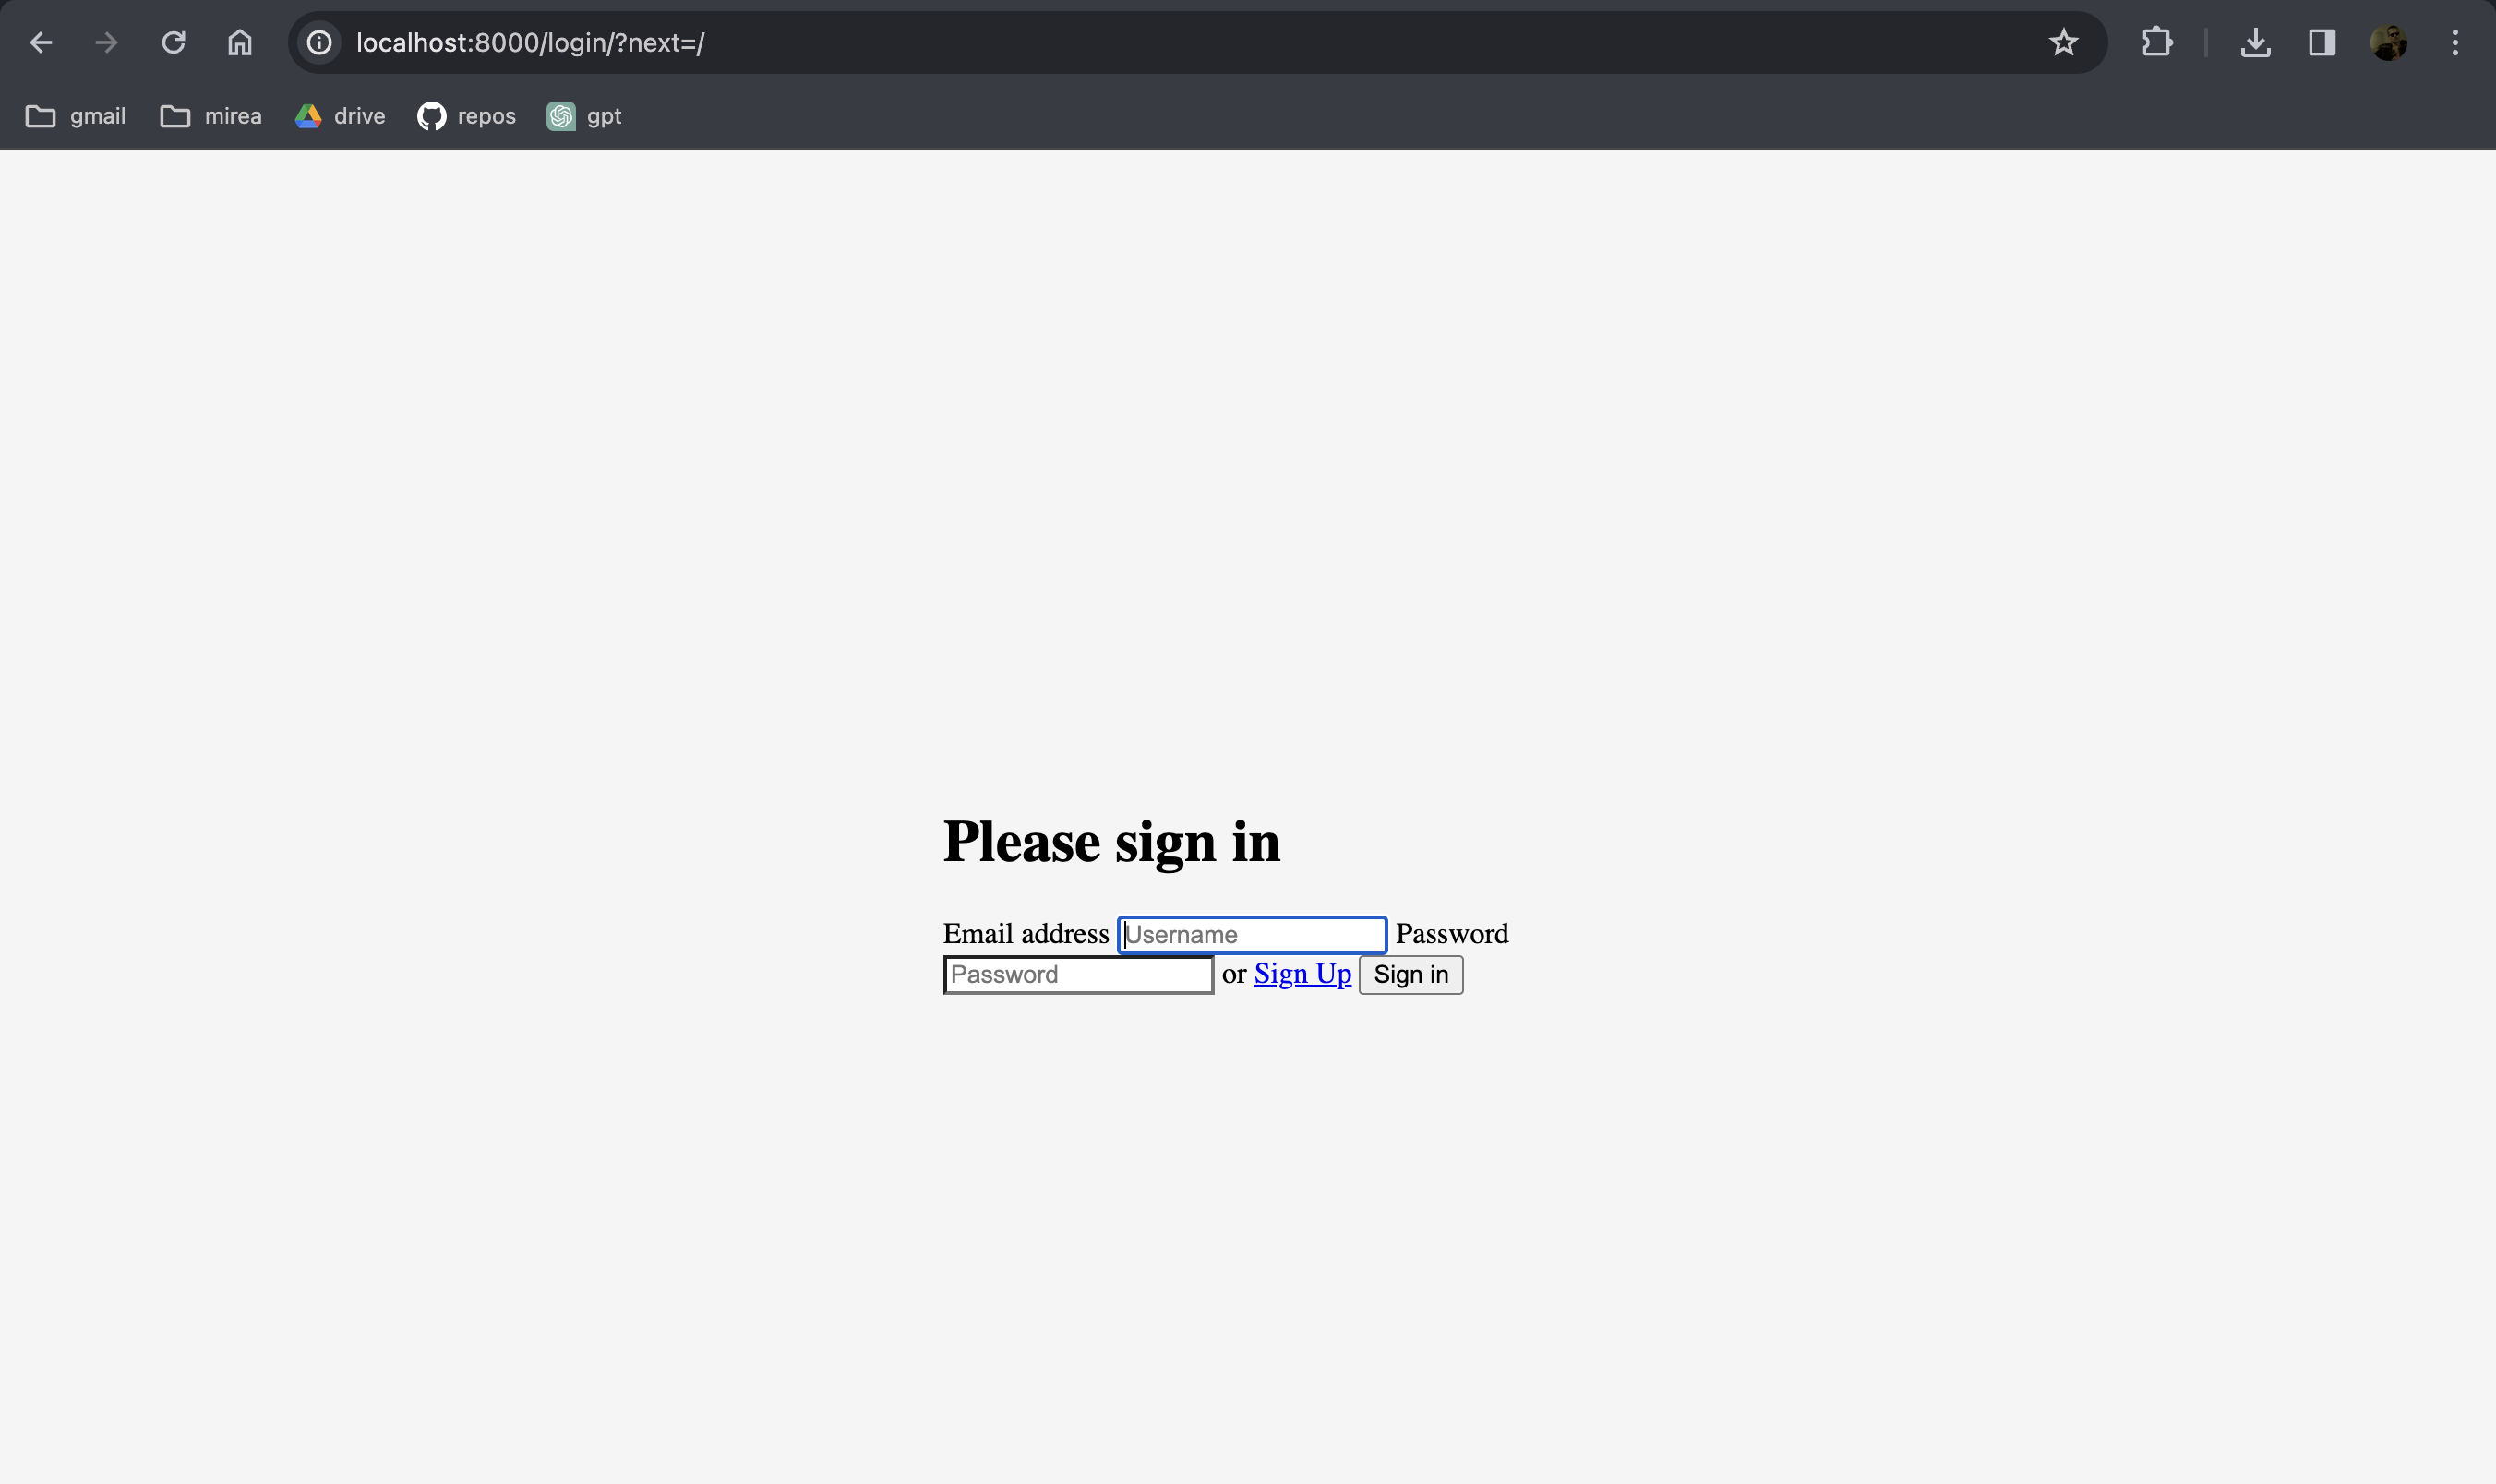 localhost:8000/login/?next=/
gmail mirea drive repos gpt
Please sign in
Email address Username Password
Password or Sign Up Sign in